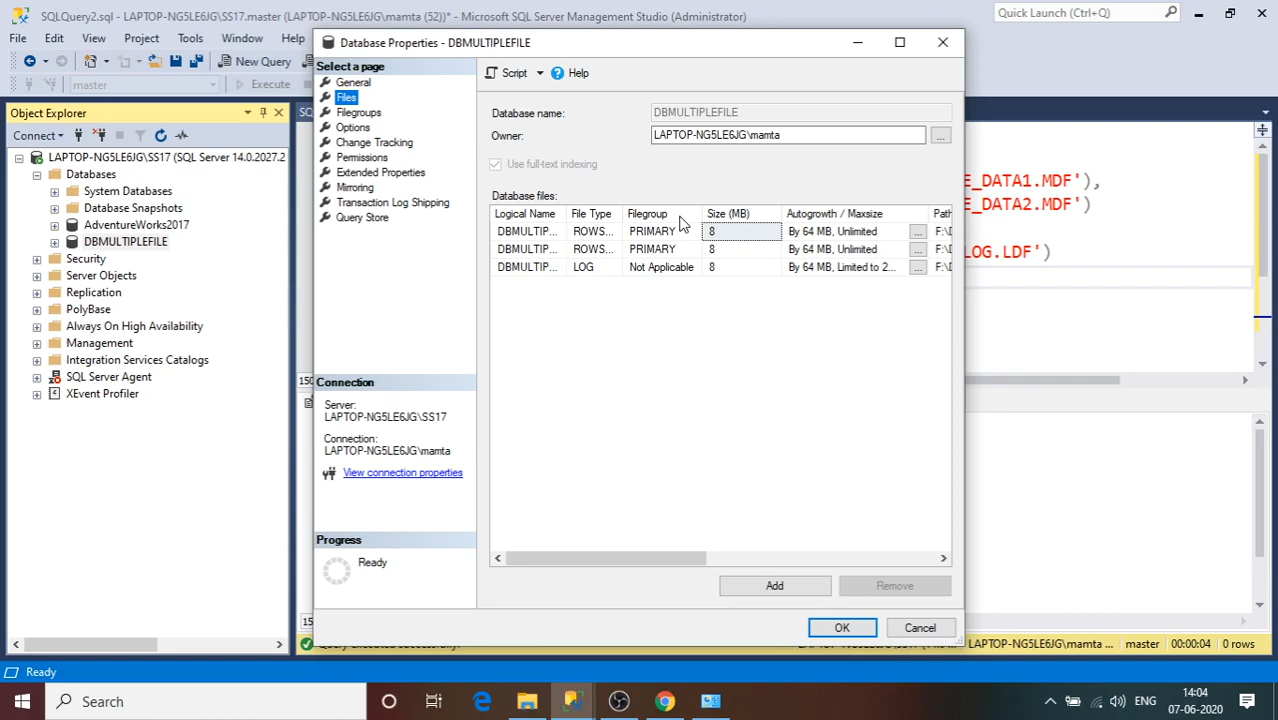 SQLQuery2.sql - LAPTOP-NG5LE6JG\SS17.master (LAPTOP-NG5LE6JG\mamta (52))* - Microsoft SQL Server Management Studio (Administrator)
Quick Launch (Ctrl+Q)
File Edit View Project Tools Window Help
New Query
master
Execute
Object Explorer
Connect
LAPTOP-NG5LE6JG\SS17 (SQL Server 14.0.2027.2
Databases
System Databases
Database Snapshots
AdventureWorks2017
DBMULTIPLEFILE
Security
Server Objects
Replication
PolyBase
Always On High Availability
Management
Integration Services Catalogs
SQL Server Agent
XEvent Profiler
Database Properties - DBMULTIPLEFILE
Select a page
General
Files
Filegroups
Options
Change Tracking
Permissions
Extended Properties
Mirroring
Transaction Log Shipping
Query Store
Connection
Server:
LAPTOP-NG5LE6JG\SS17
Connection:
LAPTOP-NG5LE6JG\mamta
View connection properties
Progress
Ready
Script Help
Database name: DBMULTIPLEFILE
Owner: LAPTOP-NG5LE6JG\mamta ...
Use full-text indexing
Database files:
Logical Name File Type Filegroup Size (MB) Autogrowth / Maxsize Path
DBMULTIP... ROWS... PRIMARY 8 By 64 MB, Unlimited ... F:\D
DBMULTIP... ROWS... PRIMARY 8 By 64 MB, Unlimited ... F:\D
DBMULTIP... LOG Not Applicable 8 By 64 MB, Limited to 2... ... F:\D
Add Remove
OK Cancel
E_DATA1.MDF'),
E_DATA2.MDF')
LOG.LDF')
150
LAPTOP-NG5LE6JG\mamta ... master 00:00:04 0 rows
Ready
Search
ENG
14:04
07-06-2020